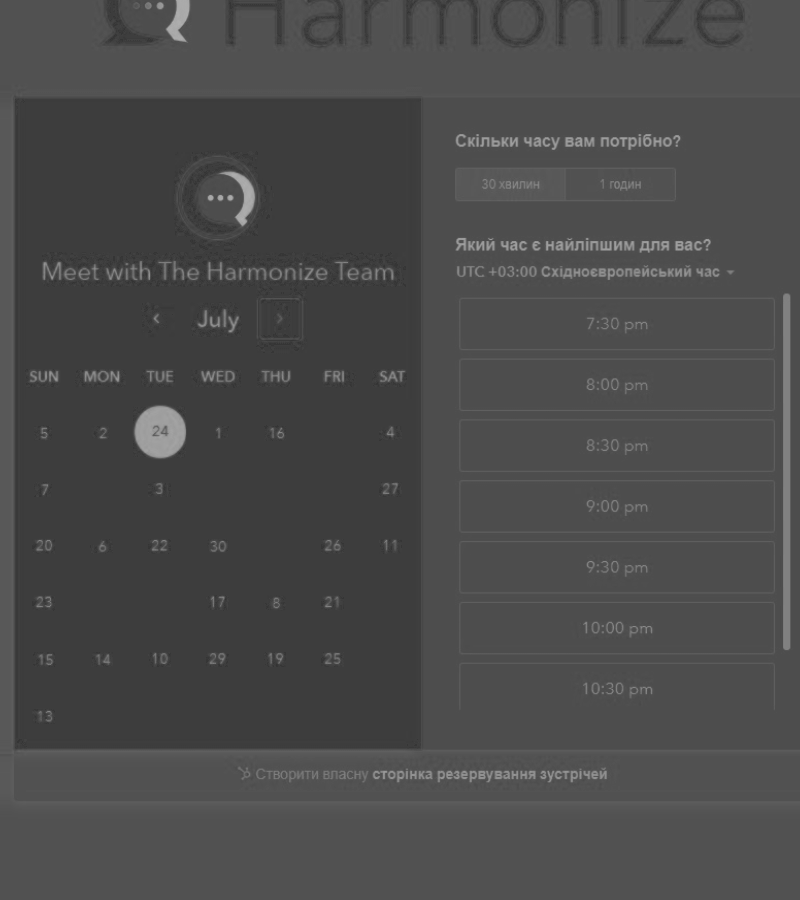 Harmonize
Meet with The Harmonize Team
July
SUN MON TUE WED THU FRI SAT
5 2 24 1 16 4
7 3 27
20 6 22 30 26 11
23 17 8 21
15 14 10 29 19 25
13
Скільки часу вам потрібно?
30 хвилин 1 годин
Який час є найліпшим для вас?
UTC +03:00 Східноєвропейський час
7:30 pm
8:00 pm
8:30 pm
9:00 pm
9:30 pm
10:00 pm
10:30 pm
Створити власну сторінка резервування зустрічей